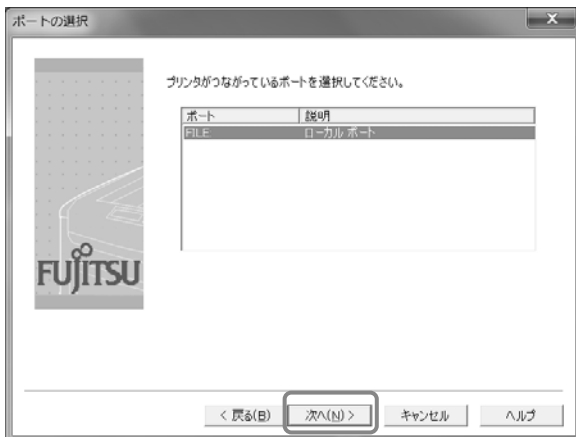 ポートの選択
プリンタがつながっているポートを選択してください。
ポート 説明
FILE ローカル ポート
FUJITSU
< 戻る(B) 次へ(N) > キャンセル ヘルプ